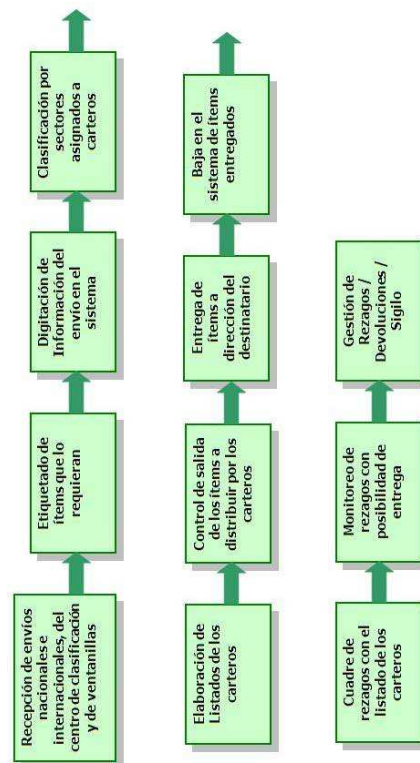 Recepción de envíos
nacionales e
internacionales, del
centro de clasificación
y de ventanillas
Etiquetado de
ítems que lo
requieran
Digitación de
Información del
envío en el
sistema
Clasificación por
sectores
asignados a
carteros
Elaboración de
Listados de los
carteros
Control de salida
de los ítems a
distribuir por los
carteros
Entrega de
ítems a
dirección del
destinatario
Baja en el
sistema de ítems
entregados
Cuadre de
rezagos con el
listado de los
carteros
Monitoreo de
rezagos con
posibilidad de
entrega
Gestión de
Rezagos /
Devoluciones /
Sigilo